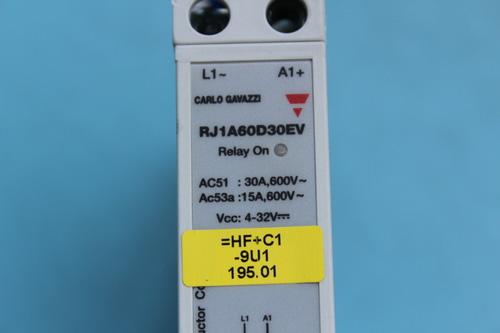 L1~ A1+
CARLO GAVAZZI
RJ1A60D30EV
Relay On
AC51 : 30A,600V~
Ac53a : 15A,600V~
Vcc: 4-32V⎓
=HF+C1
-9U1
195.01
L1 A1